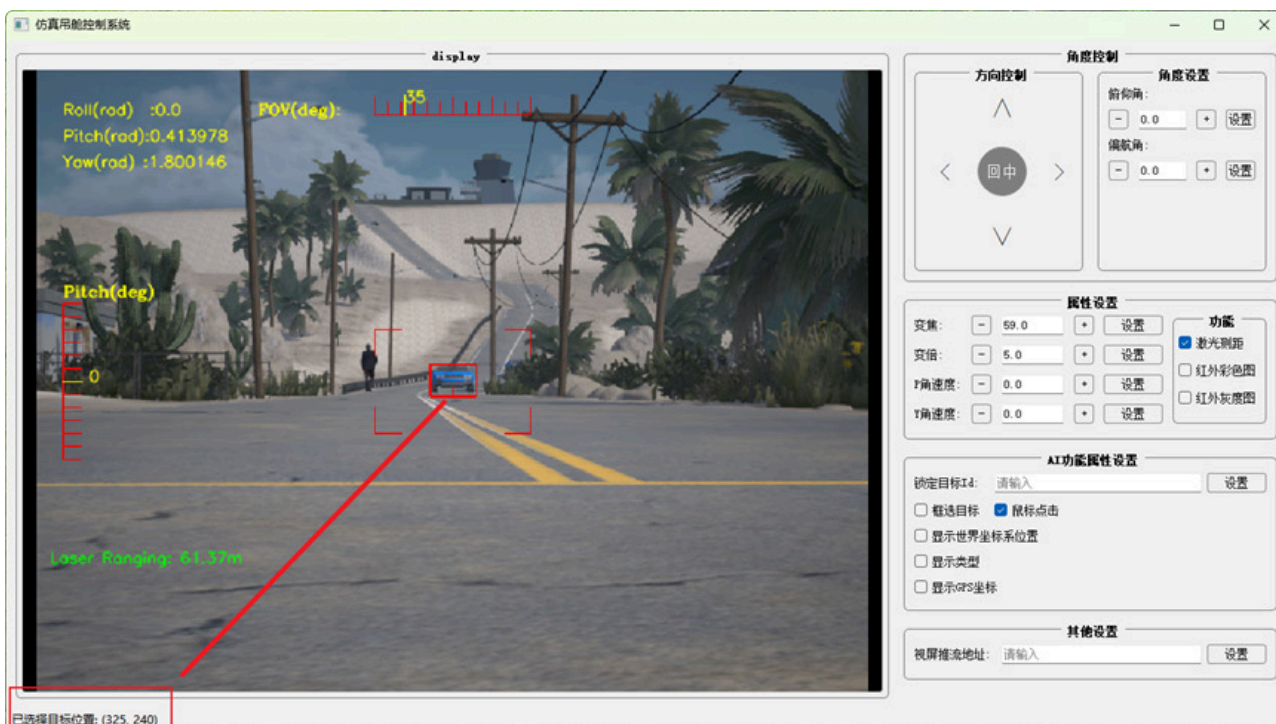 仿真吊舱控制系统
display
Roll(rad) :0.0
Pitch(rad):0.413978
Yaw(rad) :1.800146
FOV(deg):
35
Pitch(deg)
0
Laser Ranging: 61.37m
已选择目标位置: (325, 240)
角度控制
方向控制
回中
角度设置
俯仰角:
- 0.0 + 设置
偏航角:
- 0.0 + 设置
属性设置
变焦: - 59.0 + 设置
变倍: - 5.0 + 设置
P角速度: - 0.0 + 设置
Y角速度: - 0.0 + 设置
功能
激光测距
红外彩色图
红外灰度图
AI功能属性设置
锁定目标Id: 请输入 设置
框选目标 鼠标点击
显示世界坐标系位置
显示类型
显示GPS坐标
其他设置
视屏推流地址: 请输入 设置